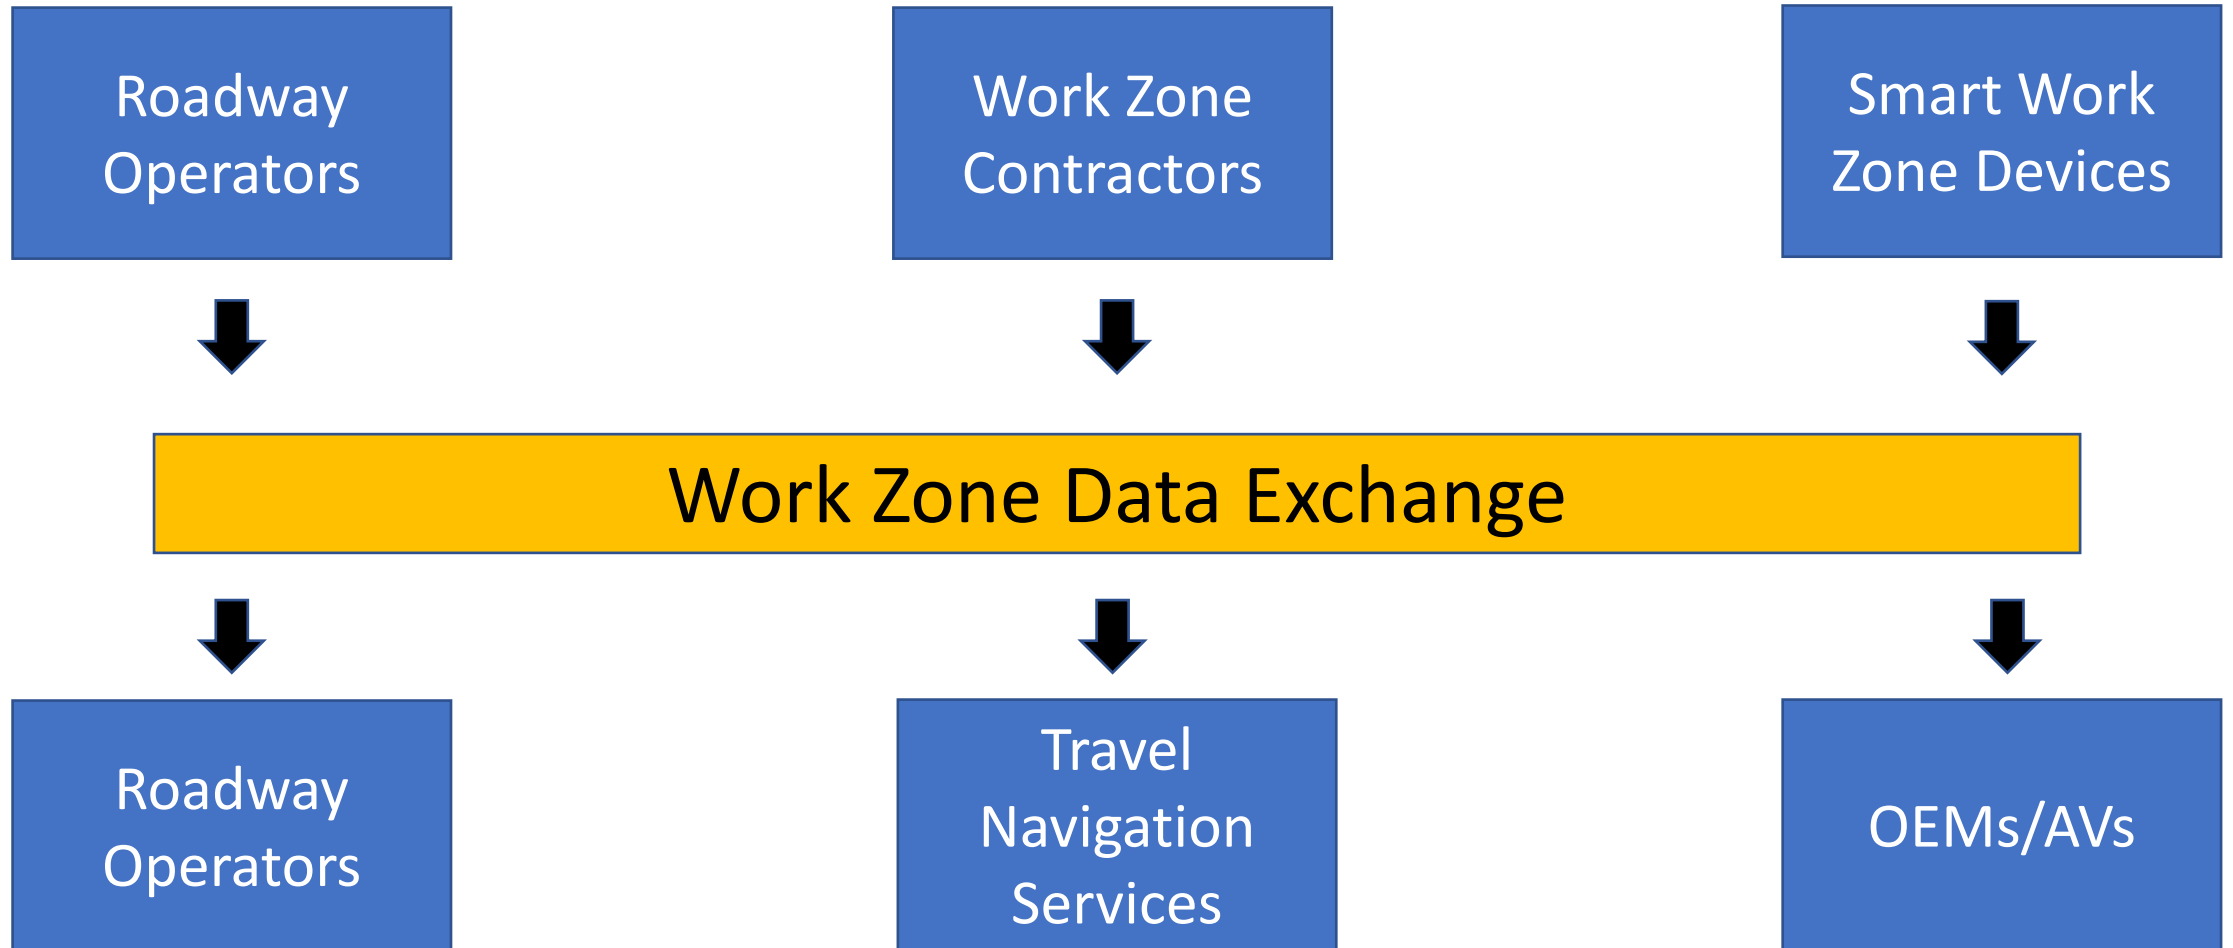 Roadway
Operators
Work Zone
Contractors
Smart Work
Zone Devices
Work Zone Data Exchange
Roadway
Operators
Travel
Navigation
Services
OEMs/AVs